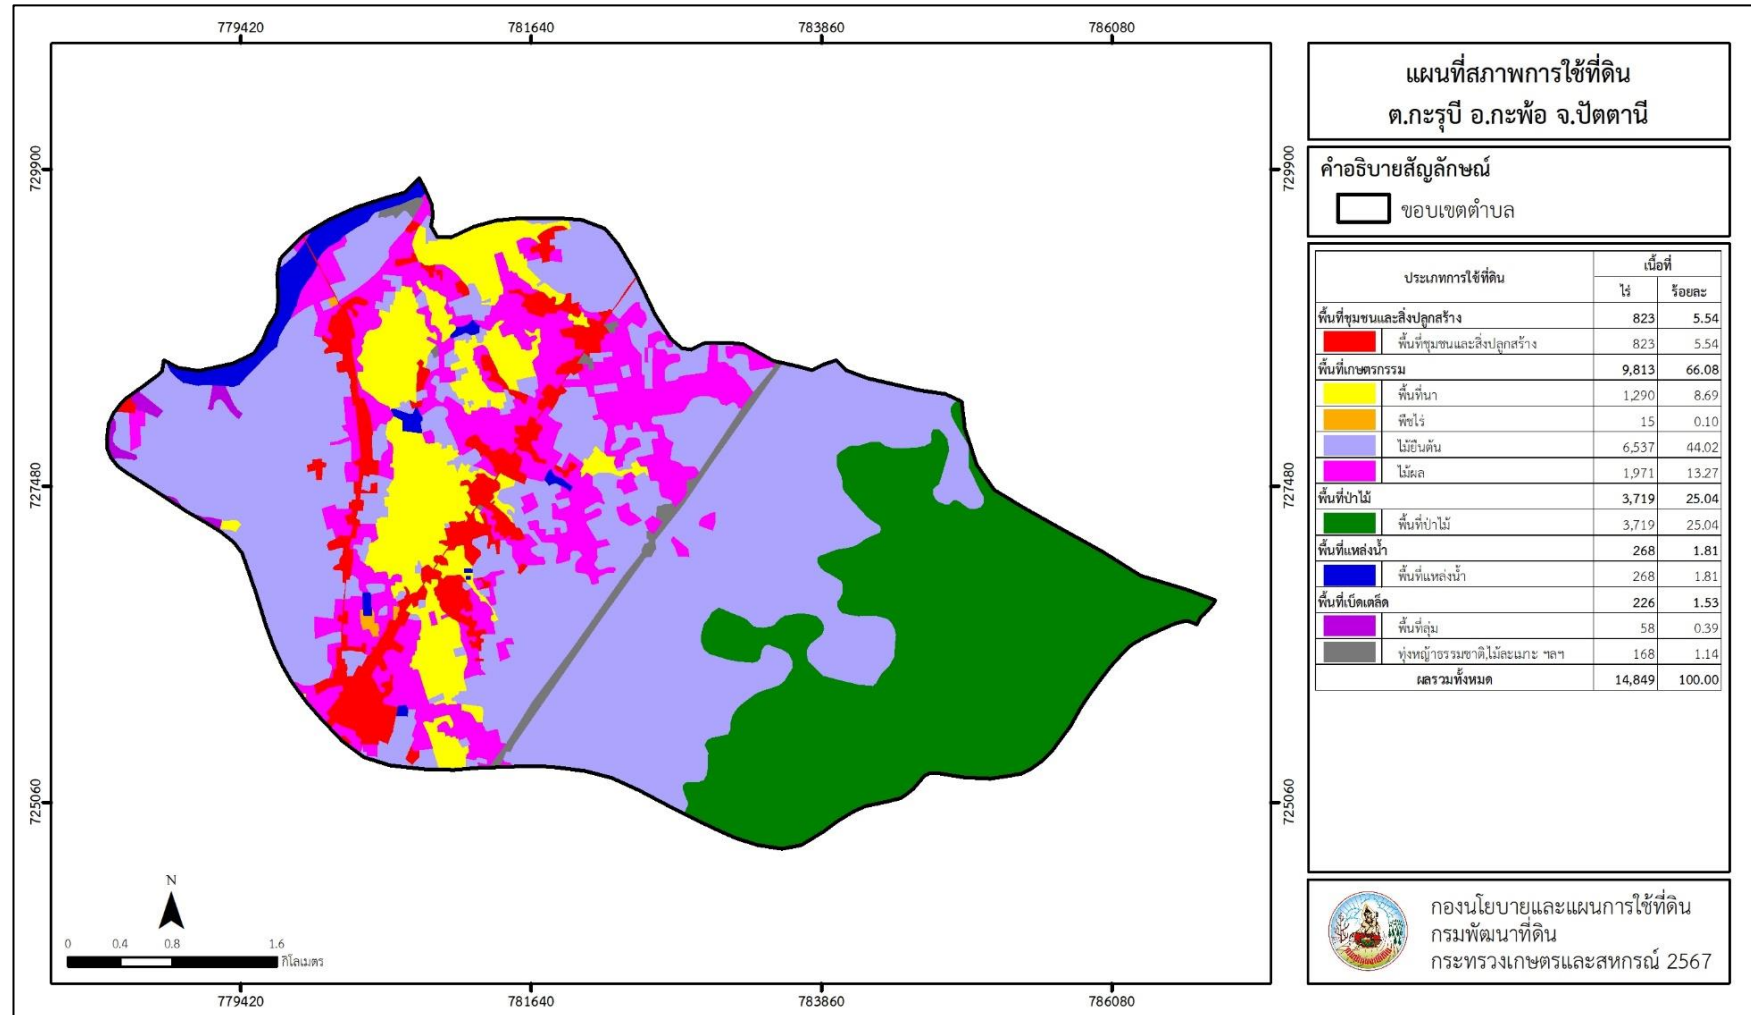 779420 781640 783860 786080
729900 729900
727480 727480
725060 725060
N
0 0.4 0.8 1.6
กิโลเมตร
779420 781640 783860 786080
แผนที่สภาพการใช้ที่ดิน
ต.กะรุบี อ.กะพ้อ จ.ปัตตานี
คำอธิบายสัญลักษณ์
ขอบเขตตำบล
ประเภทการใช้ที่ดิน เนื้อที่
ไร่ ร้อยละ
พื้นที่ชุมชนและสิ่งปลูกสร้าง 823 5.54
พื้นที่ชุมชนและสิ่งปลูกสร้าง 823 5.54
พื้นที่เกษตรกรรม 9,813 66.08
พื้นที่นา 1,290 8.69
พืชไร่ 15 0.10
ไม้ยืนต้น 6,537 44.02
ไม้ผล 1,971 13.27
พื้นที่ป่าไม้ 3,719 25.04
พื้นที่ป่าไม้ 3,719 25.04
พื้นที่แหล่งน้ำ 268 1.81
พื้นที่แหล่งน้ำ 268 1.81
พื้นที่เบ็ดเตล็ด 226 1.53
พื้นที่ลุ่ม 58 0.39
ทุ่งหญ้าธรรมชาติ,ไม้ละเมาะ ฯลฯ 168 1.14
ผลรวมทั้งหมด 14,849 100.00
กองนโยบายและแผนการใช้ที่ดิน
กรมพัฒนาที่ดิน
กระทรวงเกษตรและสหกรณ์ 2567